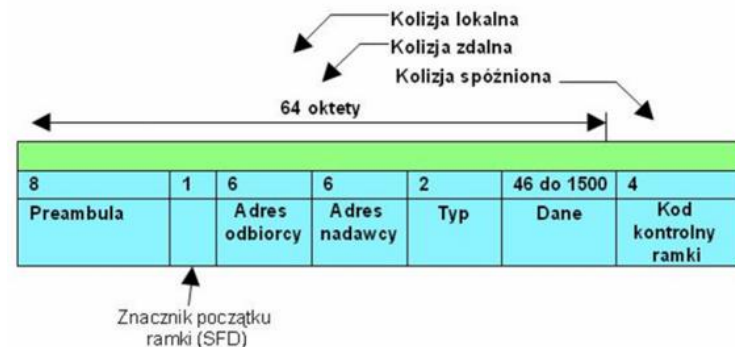 Kolizja lokalna
Kolizja zdalna
Kolizja spóźniona
64 oktety
8 1 6 6 2 46 do 1500 4
Preambula Adres odbiorcy Adres nadawcy Typ Dane Kod kontrolny ramki
Znacznik początku
ramki (SFD)